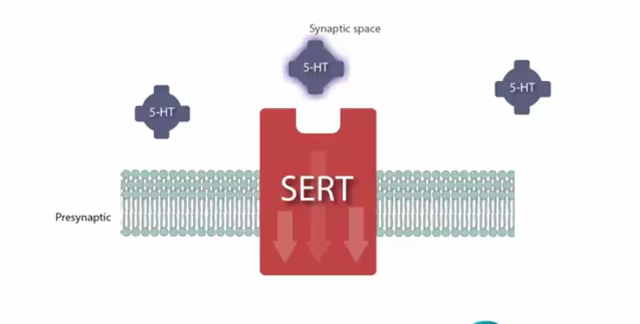 Synaptic space
5-HT
5-HT
5-HT
SERT
Presynaptic